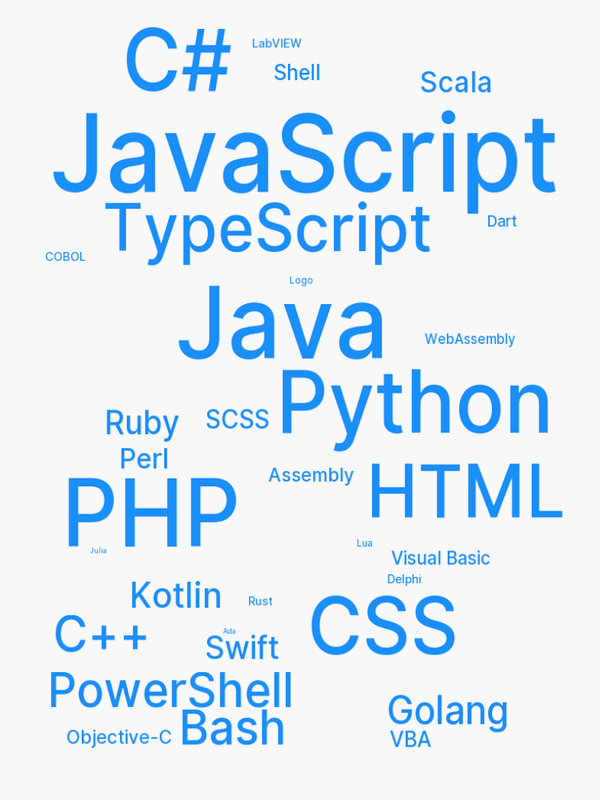 C#
LabVIEW
Shell
Scala
JavaScript
TypeScript
Dart
COBOL
Logo
Java
WebAssembly
Python
Ruby
SCSS
Perl
Assembly
HTML
PHP
Lua
Julia
Visual Basic
Delphi
Kotlin
Rust
CSS
C++
Ada
Swift
PowerShell
Golang
Bash
Objective-C
VBA